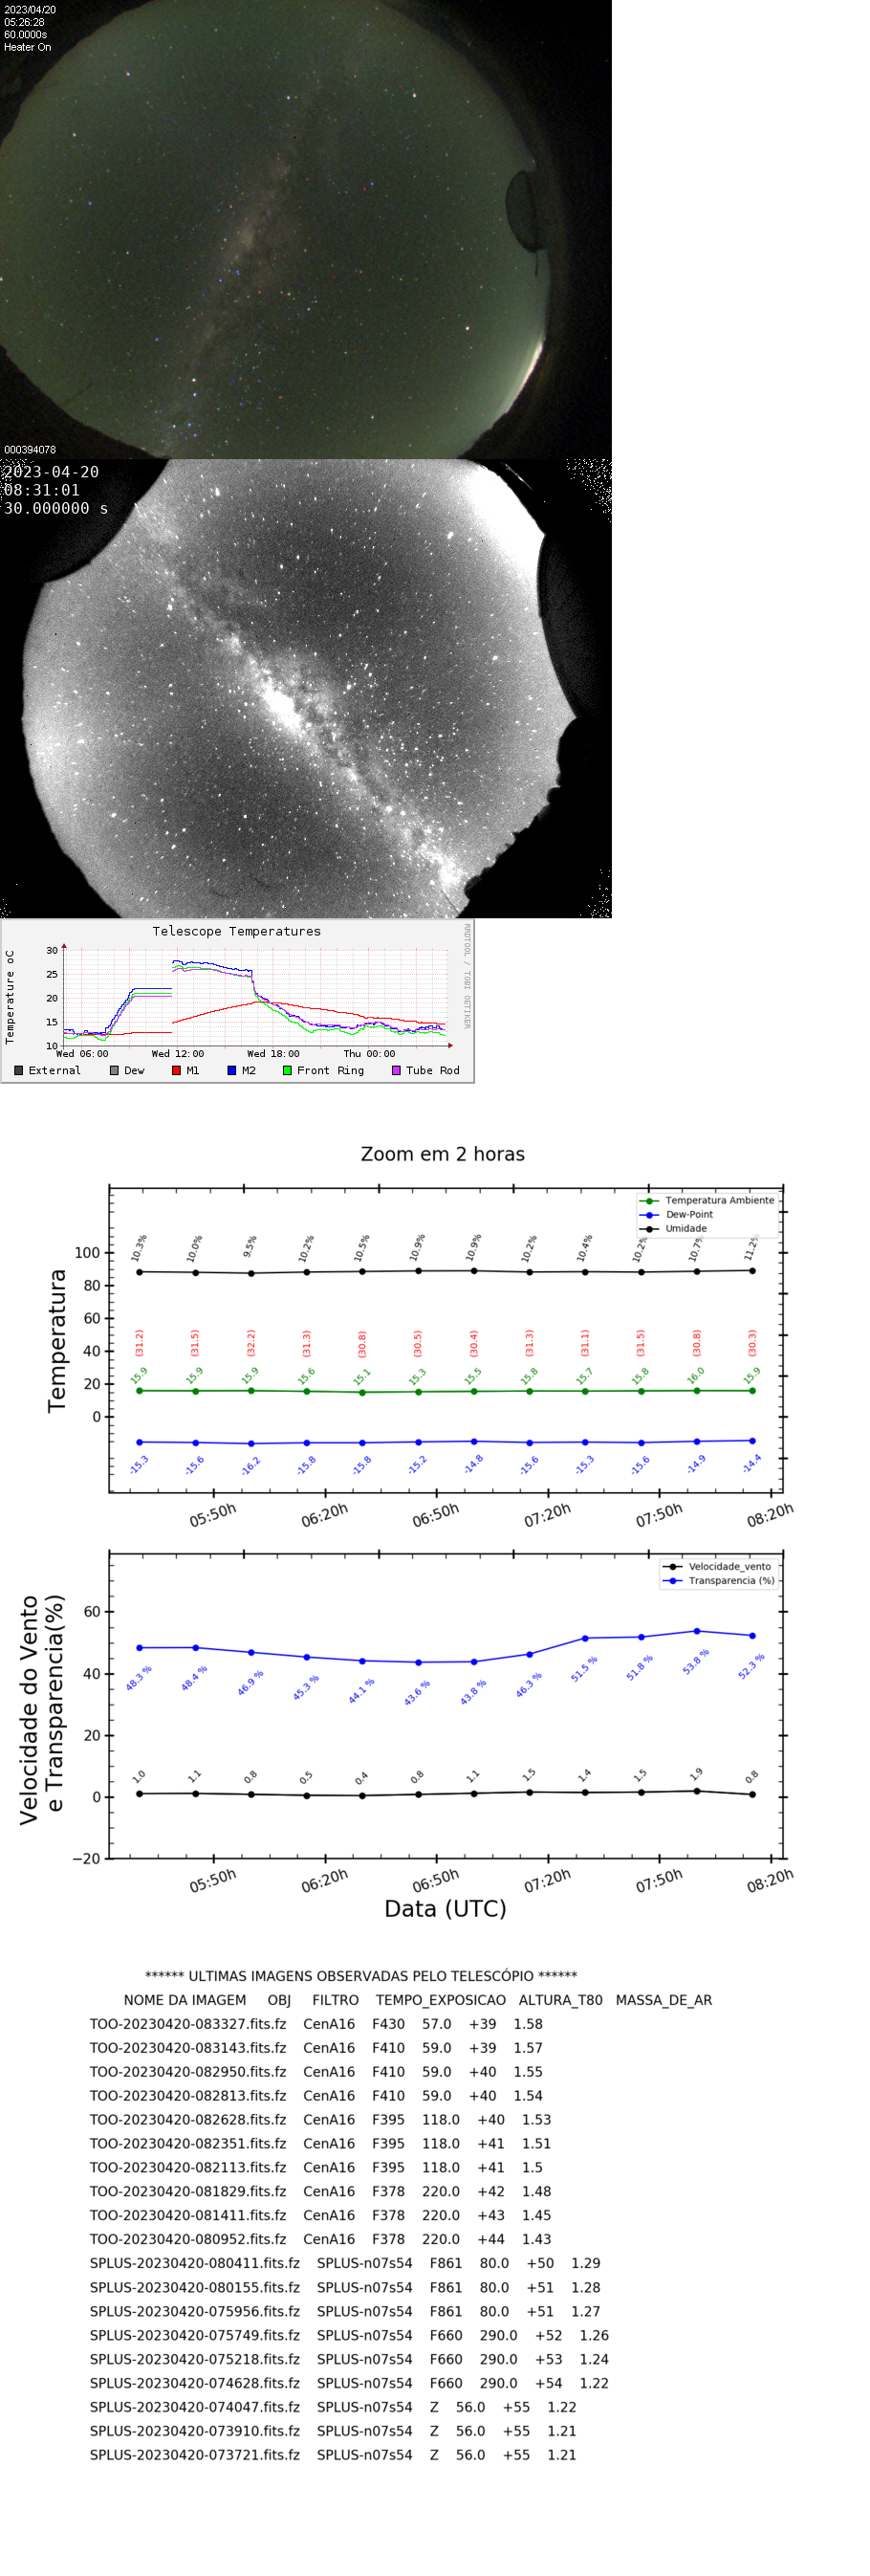 2023/04/20
05:26:28
60.0000s
Heater On
000394078
2023-04-20
08:31:01
30.000000 s
Telescope Temperatures
RRDTOOL / TOBI OETIKER
Temperature oC
30
25
20
15
10
Wed 06:00 Wed 12:00 Wed 18:00 Thu 00:00
External Dew M1 M2 Front Ring Tube Rod
Zoom em 2 horas
Temperatura Ambiente
Dew-Point
Umidade
Temperatura
100
80
60
40
20
0
10.3% 10.0% 9.5% 10.2% 10.5% 10.9% 10.9% 10.2% 10.4% 10.2% 10.7% 11.2%
(31.2) (31.5) (32.2) (31.3) (30.8) (30.5) (30.4) (31.3) (31.1) (31.5) (30.8) (30.3)
15.9 15.9 15.9 15.6 15.1 15.3 15.5 15.8 15.7 15.8 16.0 15.9
-15.3 -15.6 -16.2 -15.8 -15.8 -15.2 -14.8 -15.6 -15.3 -15.6 -14.9 -14.4
05:50h 06:20h 06:50h 07:20h 07:50h 08:20h
Velocidade_vento
Transparencia (%)
Velocidade do Vento
e Transparencia(%)
60
40
20
0
−20
48.3 % 48.4 % 46.9 % 45.3 % 44.1 % 43.6 % 43.8 % 46.3 % 51.5 % 51.8 % 53.8 % 52.3 %
1.0 1.1 0.8 0.5 0.4 0.8 1.1 1.5 1.4 1.5 1.9 0.8
05:50h 06:20h 06:50h 07:20h 07:50h 08:20h
Data (UTC)
****** ULTIMAS IMAGENS OBSERVADAS PELO TELESCÓPIO ******
NOME DA IMAGEM OBJ FILTRO TEMPO_EXPOSICAO ALTURA_T80 MASSA_DE_AR
TOO-20230420-083327.fits.fz CenA16 F430 57.0 +39 1.58
TOO-20230420-083143.fits.fz CenA16 F410 59.0 +39 1.57
TOO-20230420-082950.fits.fz CenA16 F410 59.0 +40 1.55
TOO-20230420-082813.fits.fz CenA16 F410 59.0 +40 1.54
TOO-20230420-082628.fits.fz CenA16 F395 118.0 +40 1.53
TOO-20230420-082351.fits.fz CenA16 F395 118.0 +41 1.51
TOO-20230420-082113.fits.fz CenA16 F395 118.0 +41 1.5
TOO-20230420-081829.fits.fz CenA16 F378 220.0 +42 1.48
TOO-20230420-081411.fits.fz CenA16 F378 220.0 +43 1.45
TOO-20230420-080952.fits.fz CenA16 F378 220.0 +44 1.43
SPLUS-20230420-080411.fits.fz SPLUS-n07s54 F861 80.0 +50 1.29
SPLUS-20230420-080155.fits.fz SPLUS-n07s54 F861 80.0 +51 1.28
SPLUS-20230420-075956.fits.fz SPLUS-n07s54 F861 80.0 +51 1.27
SPLUS-20230420-075749.fits.fz SPLUS-n07s54 F660 290.0 +52 1.26
SPLUS-20230420-075218.fits.fz SPLUS-n07s54 F660 290.0 +53 1.24
SPLUS-20230420-074628.fits.fz SPLUS-n07s54 F660 290.0 +54 1.22
SPLUS-20230420-074047.fits.fz SPLUS-n07s54 Z 56.0 +55 1.22
SPLUS-20230420-073910.fits.fz SPLUS-n07s54 Z 56.0 +55 1.21
SPLUS-20230420-073721.fits.fz SPLUS-n07s54 Z 56.0 +55 1.21